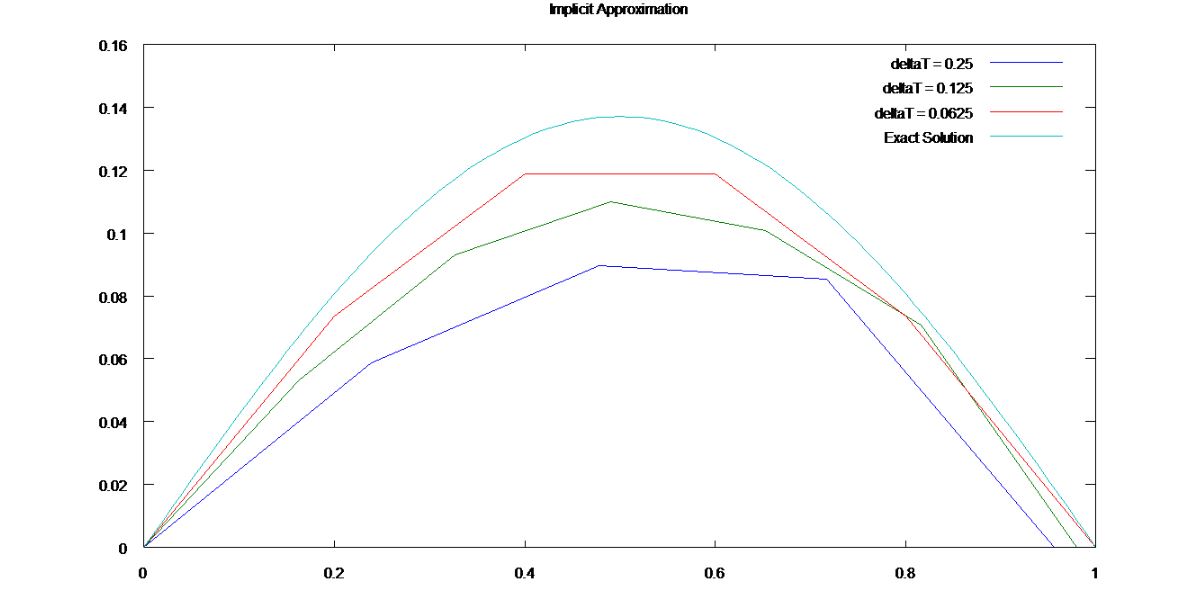 Implicit Approximation
0.16
0.14
0.12
0.1
0.08
0.06
0.04
0.02
0
0 0.2 0.4 0.6 0.8 1
deltaT = 0.25
deltaT = 0.125
deltaT = 0.0625
Exact Solution